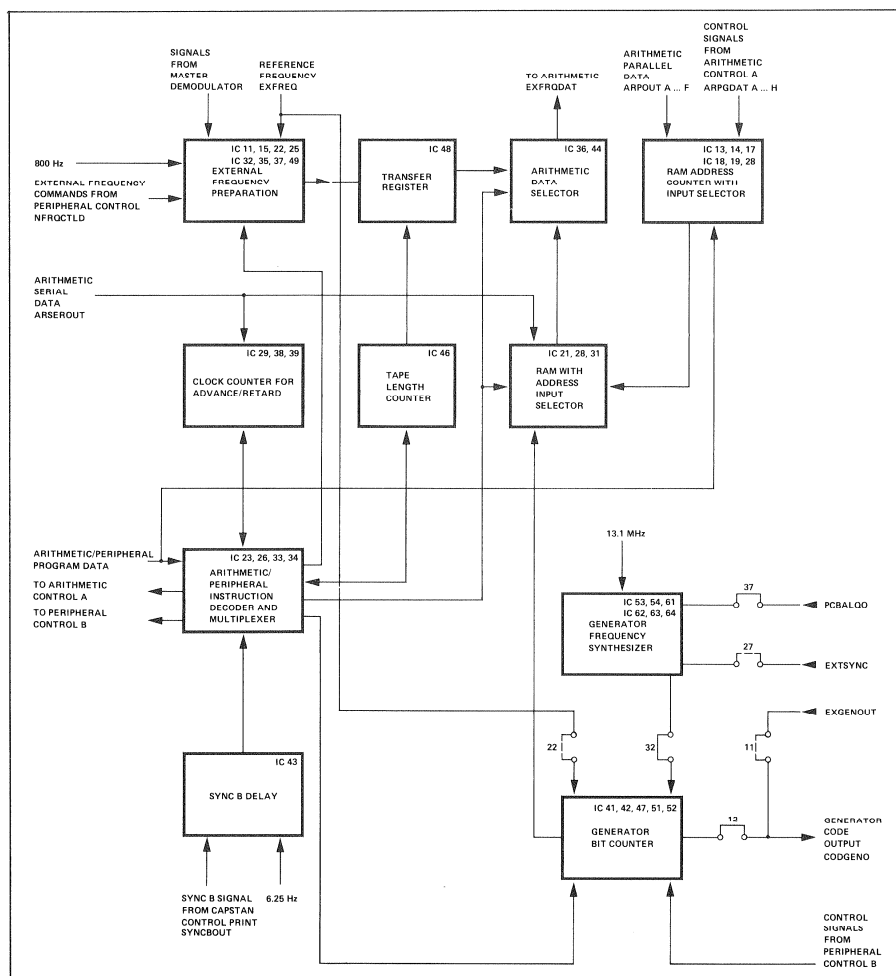 SIGNALS
FROM
MASTER
DEMODULATOR
REFERENCE
FREQUENCY
EXFREQ
TO ARITHMETIC
EXFRQDAT
ARITHMETIC
PARALLEL
DATA
ARPOUT A ... F
CONTROL
SIGNALS
FROM
ARITHMETIC
CONTROL A
ARPGDAT A ... H
800 Hz
EXTERNAL FREQUENCY
COMMANDS FROM
PERIPHERAL CONTROL
NFRQCTLD
IC 11, 15, 22, 25
IC 32, 35, 37, 49
EXTERNAL
FREQUENCY
PREPARATION
IC 48
TRANSFER
REGISTER
IC 36, 44
ARITHMETIC
DATA
SELECTOR
IC 13, 14, 17
IC 18, 19, 28
RAM ADDRESS
COUNTER WITH
INPUT SELECTOR
ARITHMETIC
SERIAL
DATA
ARSEROUT
IC 29, 38, 39
CLOCK COUNTER FOR
ADVANCE/RETARD
IC 46
TAPE
LENGTH
COUNTER
IC 21, 28, 31
RAM WITH
ADDRESS
INPUT
SELECTOR
ARITHMETIC/PERIPHERAL
PROGRAM DATA
TO ARITHMETIC
CONTROL A
TO PERIPHERAL
CONTROL B
IC 23, 26, 33, 34
ARITHMETIC/
PERIPHERAL
INSTRUCTION
DECODER AND
MULTIPLEXER
13.1 MHz
IC 53, 54, 61
IC 62, 63, 64
GENERATOR
FREQUENCY
SYNTHESIZER
37
PCBALQO
27
EXTSYNC
EXGENOUT
22
32
11
IC 43
SYNC B DELAY
IC 41, 42, 47, 51, 52
GENERATOR
BIT COUNTER
13
GENERATOR
CODE
OUTPUT
CODGENO
SYNC B SIGNAL
FROM CAPSTAN
CONTROL PRINT
SYNCBOUT
6.25 Hz
CONTROL
SIGNALS
FROM
PERIPHERAL
CONTROL B